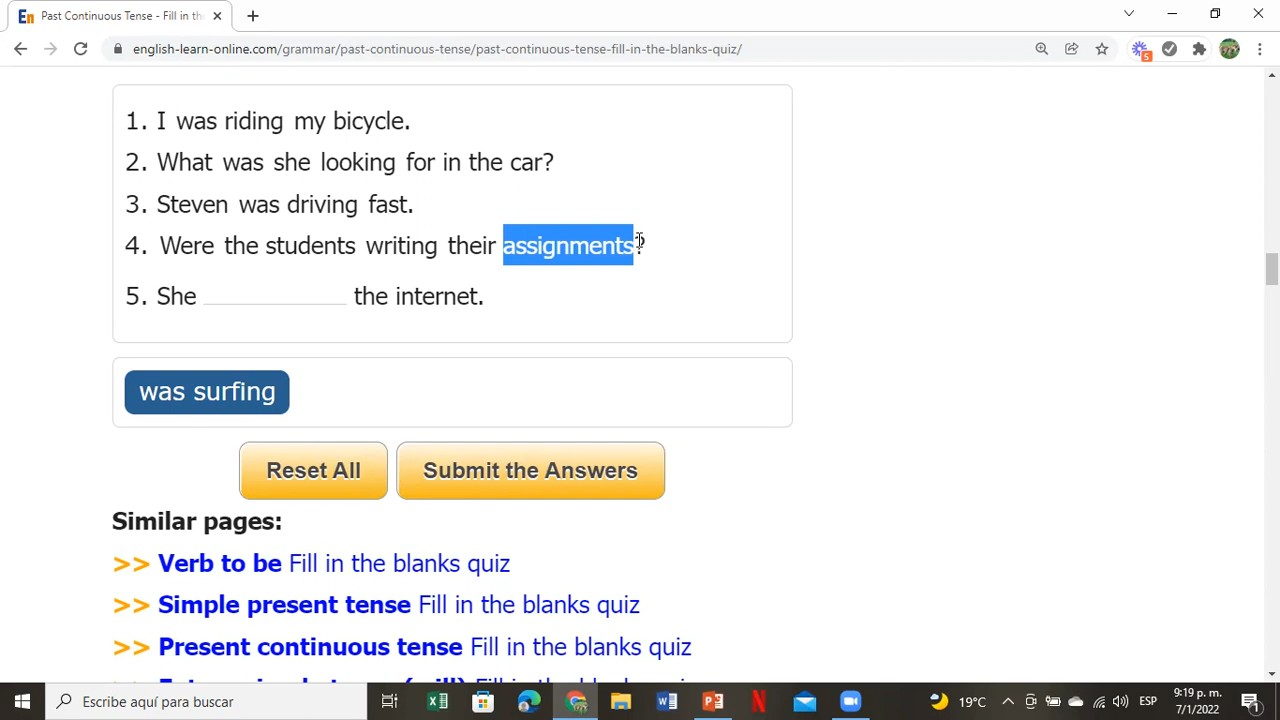 En Past Continuous Tense - Fill in the
english-learn-online.com/grammar/past-continuous-tense/past-continuous-tense-fill-in-the-blanks-quiz/
5
1. I was riding my bicycle.
2. What was she looking for in the car?
3. Steven was driving fast.
4. Were the students writing their assignments?
5. She the internet.
was surfing
Reset All Submit the Answers
Similar pages:
>> Verb to be Fill in the blanks quiz
>> Simple present tense Fill in the blanks quiz
>> Present continuous tense Fill in the blanks quiz
Escribe aquí para buscar
19°C ESP 9:19 p. m.
7/1/2022
1